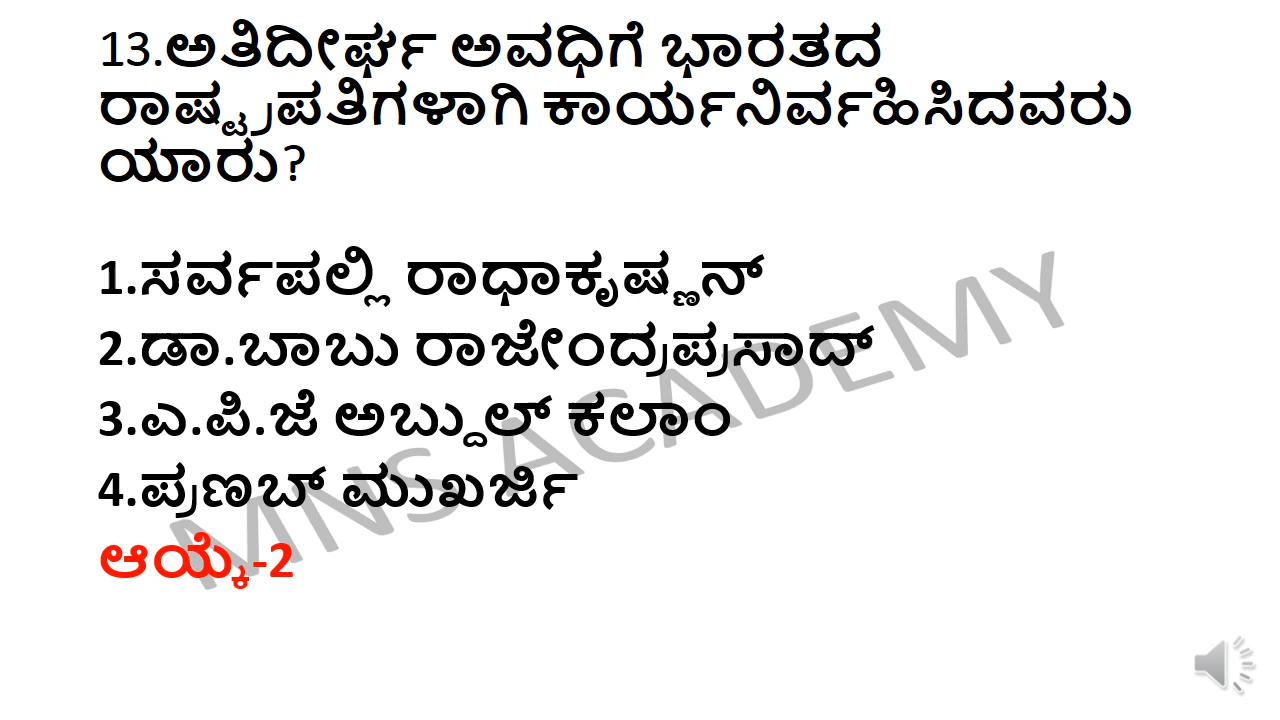 13.ಅತಿದೀರ್ಘ ಅವಧಿಗೆ ಭಾರತದ
ರಾಷ್ಟ್ರಪತಿಗಳಾಗಿ ಕಾರ್ಯನಿರ್ವಹಿಸಿದವರು
ಯಾರು?
1.ಸರ್ವಪಲ್ಲಿ ರಾಧಾಕೃಷ್ಣನ್
2.ಡಾ.ಬಾಬು ರಾಜೇಂದ್ರಪ್ರಸಾದ್
3.ಎ.ಪಿ.ಜೆ ಅಬ್ದುಲ್ ಕಲಾಂ
4.ಪ್ರಣಬ್ ಮುಖರ್ಜಿ
ಆಯ್ಕೆ-2
MNS ACADEMY